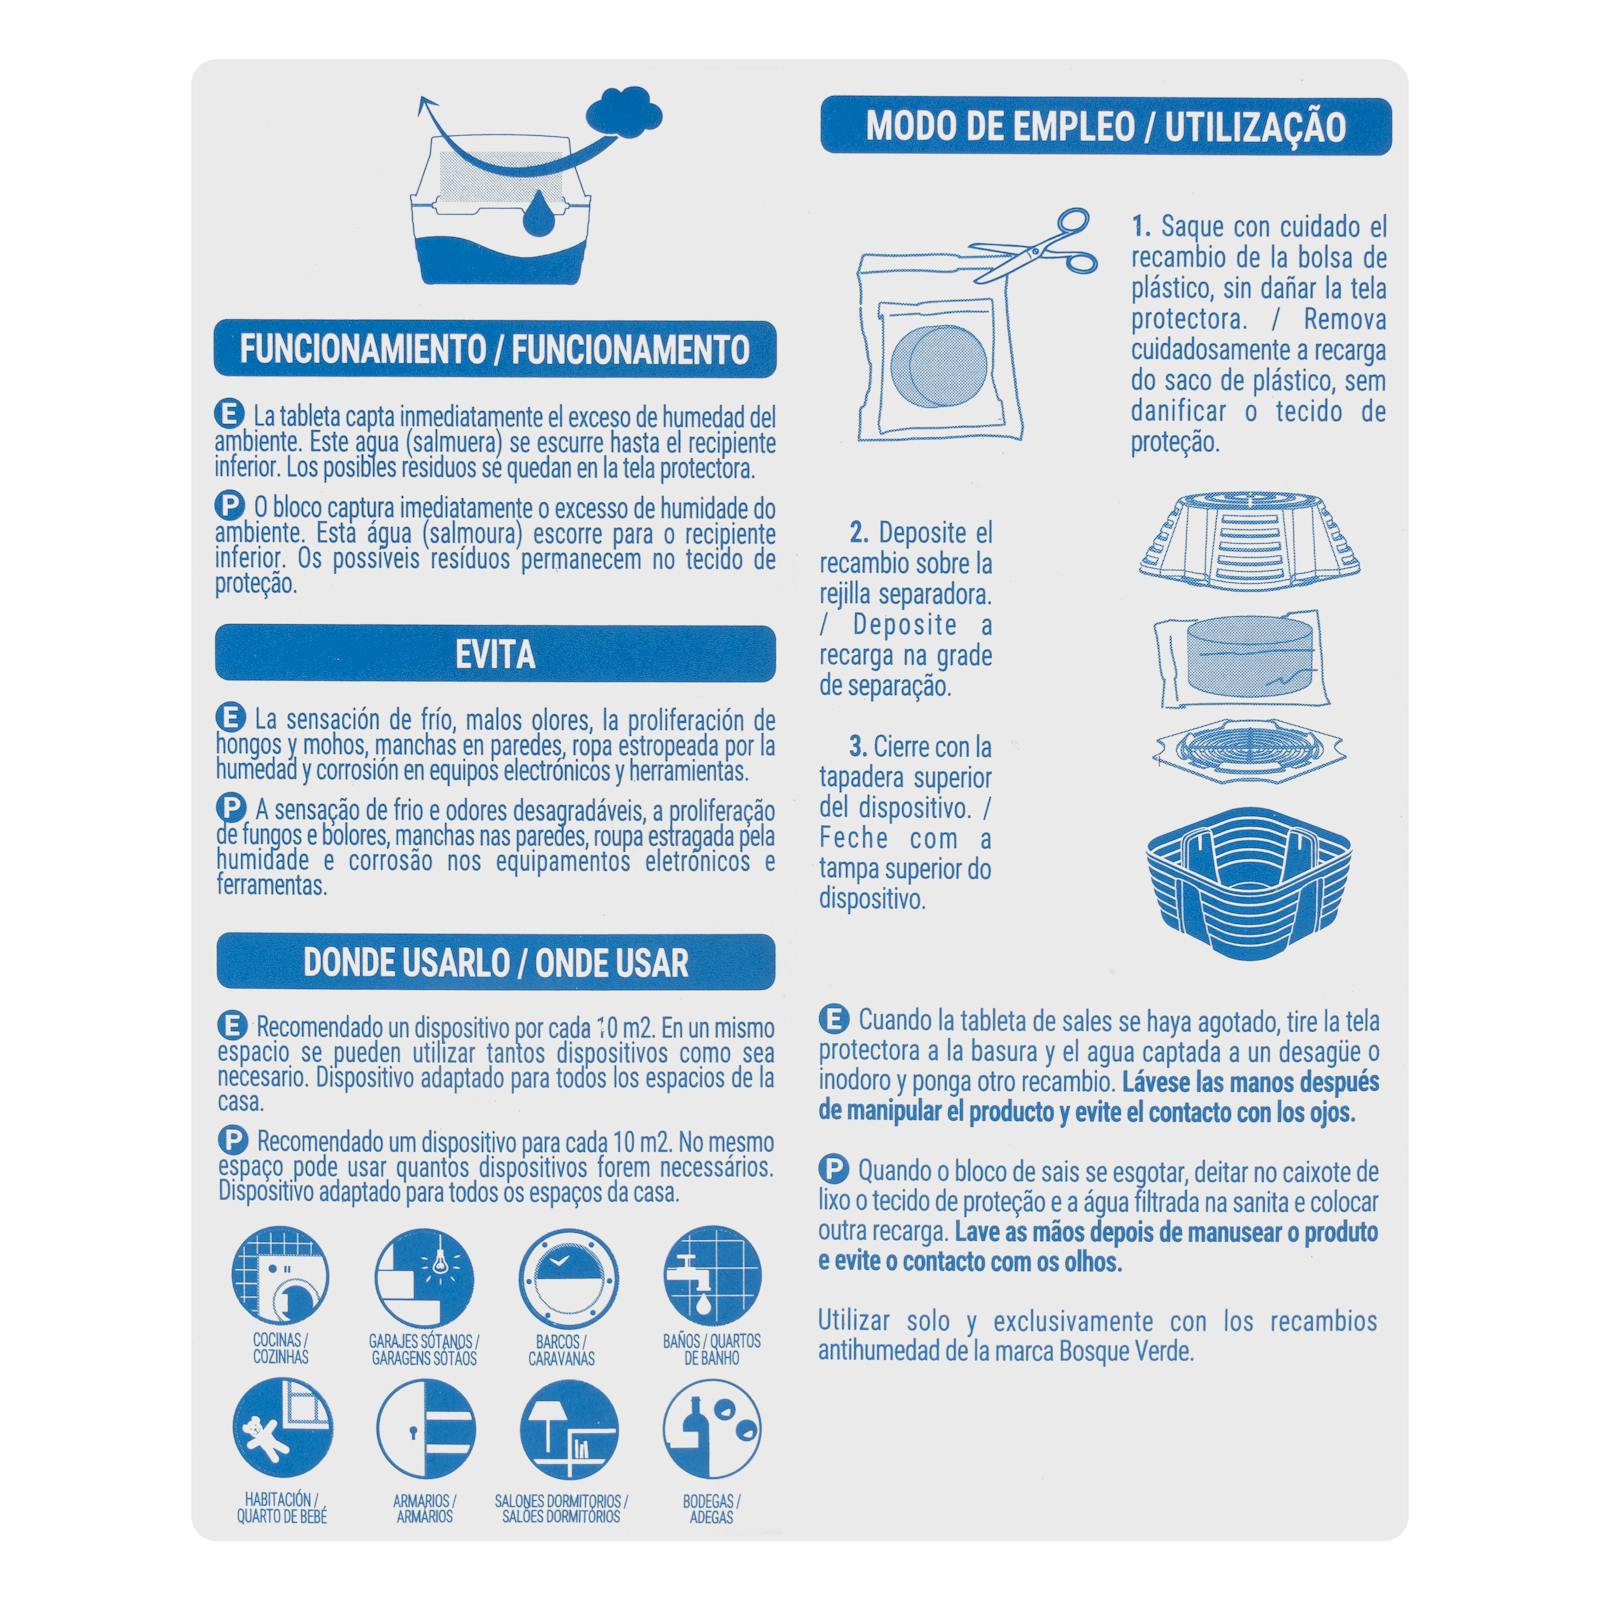 FUNCIONAMIENTO / FUNCIONAMENTO
E La tableta capta inmediatamente el exceso de humedad del
ambiente. Este agua (salmuera) se escurre hasta el recipiente
inferior. Los posibles residuos se quedan en la tela protectora.
P O bloco captura imediatamente o excesso de humidade do
ambiente. Esta água (salmoura) escorre para o recipiente
inferior. Os possíveis resíduos permanecem no tecido de
proteção.
EVITA
E La sensación de frío, malos olores, la proliferación de
hongos y mohos, manchas en paredes, ropa estropeada por la
humedad y corrosión en equipos electrónicos y herramientas.
P A sensação de frio e odores desagradáveis, a proliferação
de fungos e bolores, manchas nas paredes, roupa estragada pela
humidade e corrosão nos equipamentos eletrónicos e
ferramentas.
DONDE USARLO / ONDE USAR
E Recomendado un dispositivo por cada 10 m2. En un mismo
espacio se pueden utilizar tantos dispositivos como sea
necesario. Dispositivo adaptado para todos los espacios de la
casa.
P Recomendado um dispositivo para cada 10 m2. No mesmo
espaço pode usar quantos dispositivos forem necessários.
Dispositivo adaptado para todos os espaços da casa.
COCINAS /
COZINHAS
GARAJES SÓTANOS /
GARAGENS SÓTÃOS
BARCOS /
CARAVANAS
BAÑOS / QUARTOS
DE BANHO
HABITACIÓN /
QUARTO DE BEBÉ
ARMARIOS /
ARMÁRIOS
SALONES DORMITORIOS /
SALÕES DORMITÓRIOS
BODEGAS /
ADEGAS
MODO DE EMPLEO / UTILIZAÇÃO
1. Saque con cuidado el
recambio de la bolsa de
plástico, sin dañar la tela
protectora. / Remova
cuidadosamente a recarga
do saco de plástico, sem
danificar o tecido de
proteção.
2. Deposite el
recambio sobre la
rejilla separadora.
/ Deposite a
recarga na grade
de separação.
3. Cierre con la
tapadera superior
del dispositivo. /
Feche com a
tampa superior do
dispositivo.
E Cuando la tableta de sales se haya agotado, tire la tela
protectora a la basura y el agua captada a un desagüe o
inodoro y ponga otro recambio. Lávese las manos después
de manipular el producto y evite el contacto con los ojos.
P Quando o bloco de sais se esgotar, deitar no caixote de
lixo o tecido de proteção e a água filtrada na sanita e colocar
outra recarga. Lave as mãos depois de manusear o produto
e evite o contacto com os olhos.
Utilizar solo y exclusivamente con los recambios
antihumedad de la marca Bosque Verde.